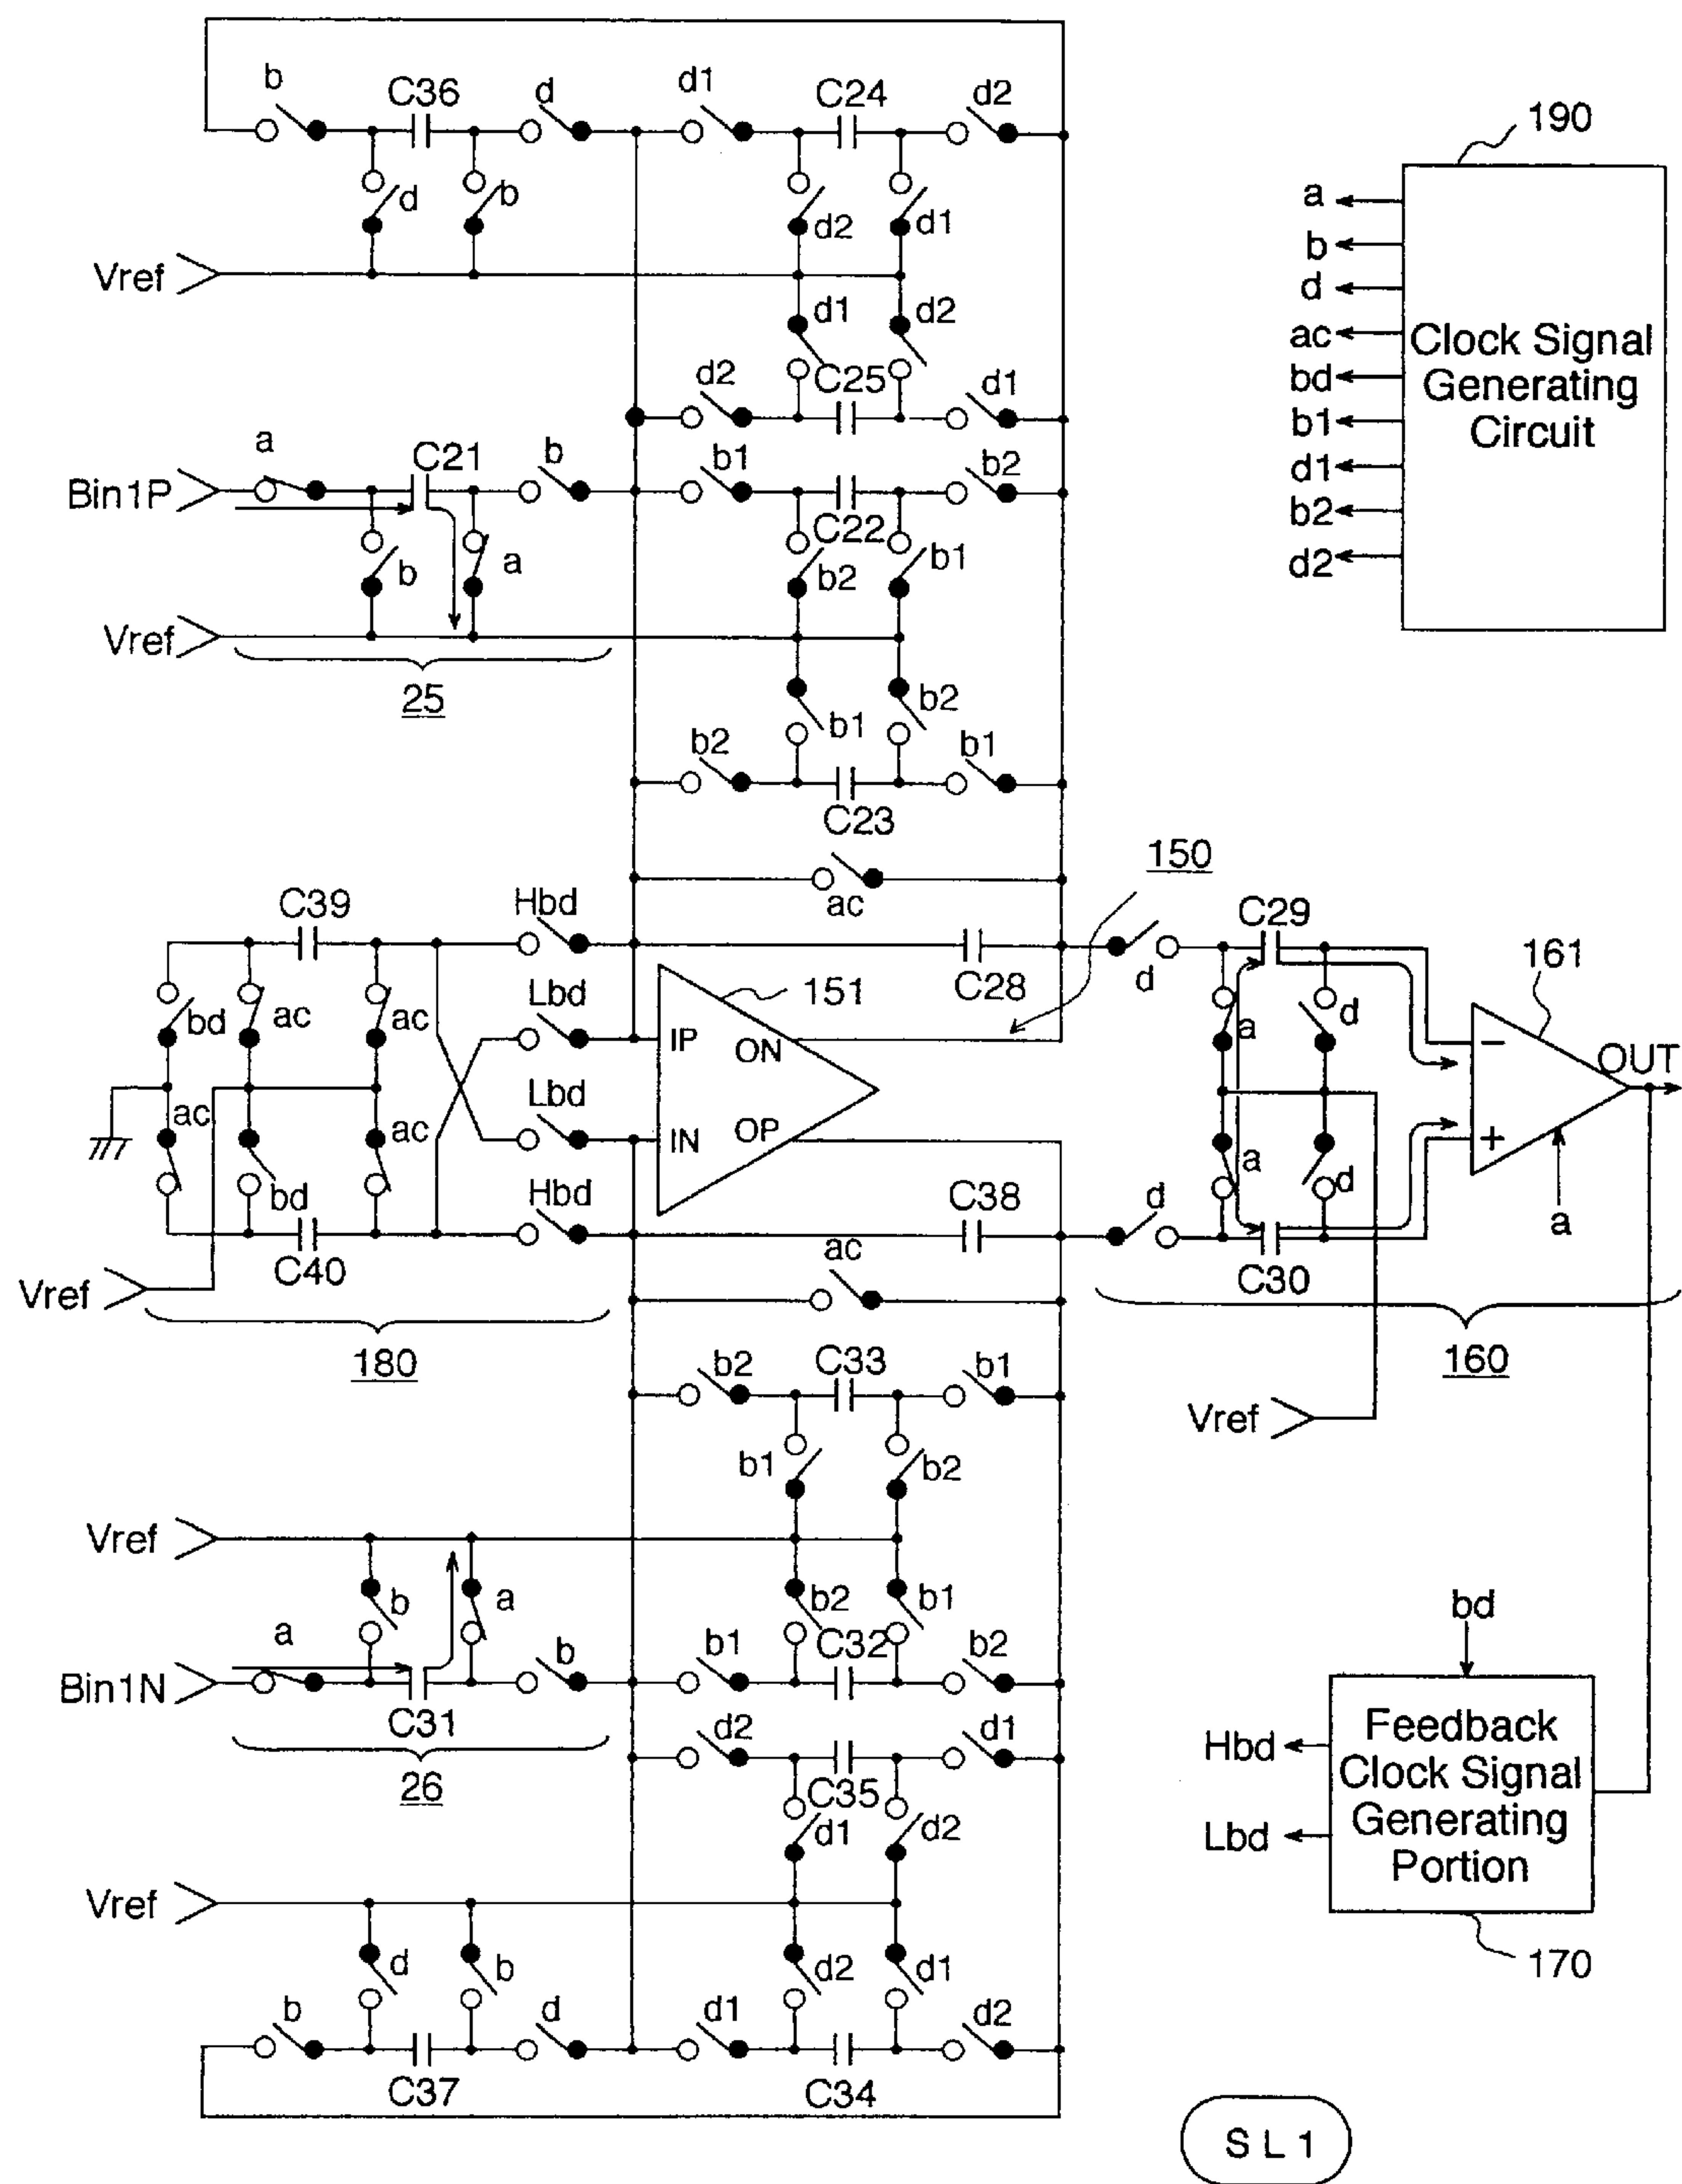 b
C36
d
d1
C24
d2
d
b
d2
d1
Vref
d1
d2
d2
C25
d1
a
C21
b
b1
b2
Bin1P
C22
b
a
b2
b1
Vref
25
b1
b2
b2
b1
C23
190
a
b
d
ac
bd
b1
d1
b2
d2
Clock Signal
Generating
Circuit
150
ac
C39
Hbd
C29
C28
d
161
Lbd
151
bd
ac
ac
IP
ON
a
d
−
OUT
ac
ac
Lbd
IN
OP
a
+
bd
Hbd
C38
d
d
a
C40
ac
C30
Vref
180
160
b2
C33
b1
Vref
b1
b2
Vref
b
a
b2
b1
a
b
b1
C32
b2
Bin1N
C31
d2
d1
26
C35
d1
d2
Vref
d
b
d2
d1
b
d
d1
d2
C37
C34
bd
Hbd
Lbd
Feedback
Clock Signal
Generating
Portion
170
SL1